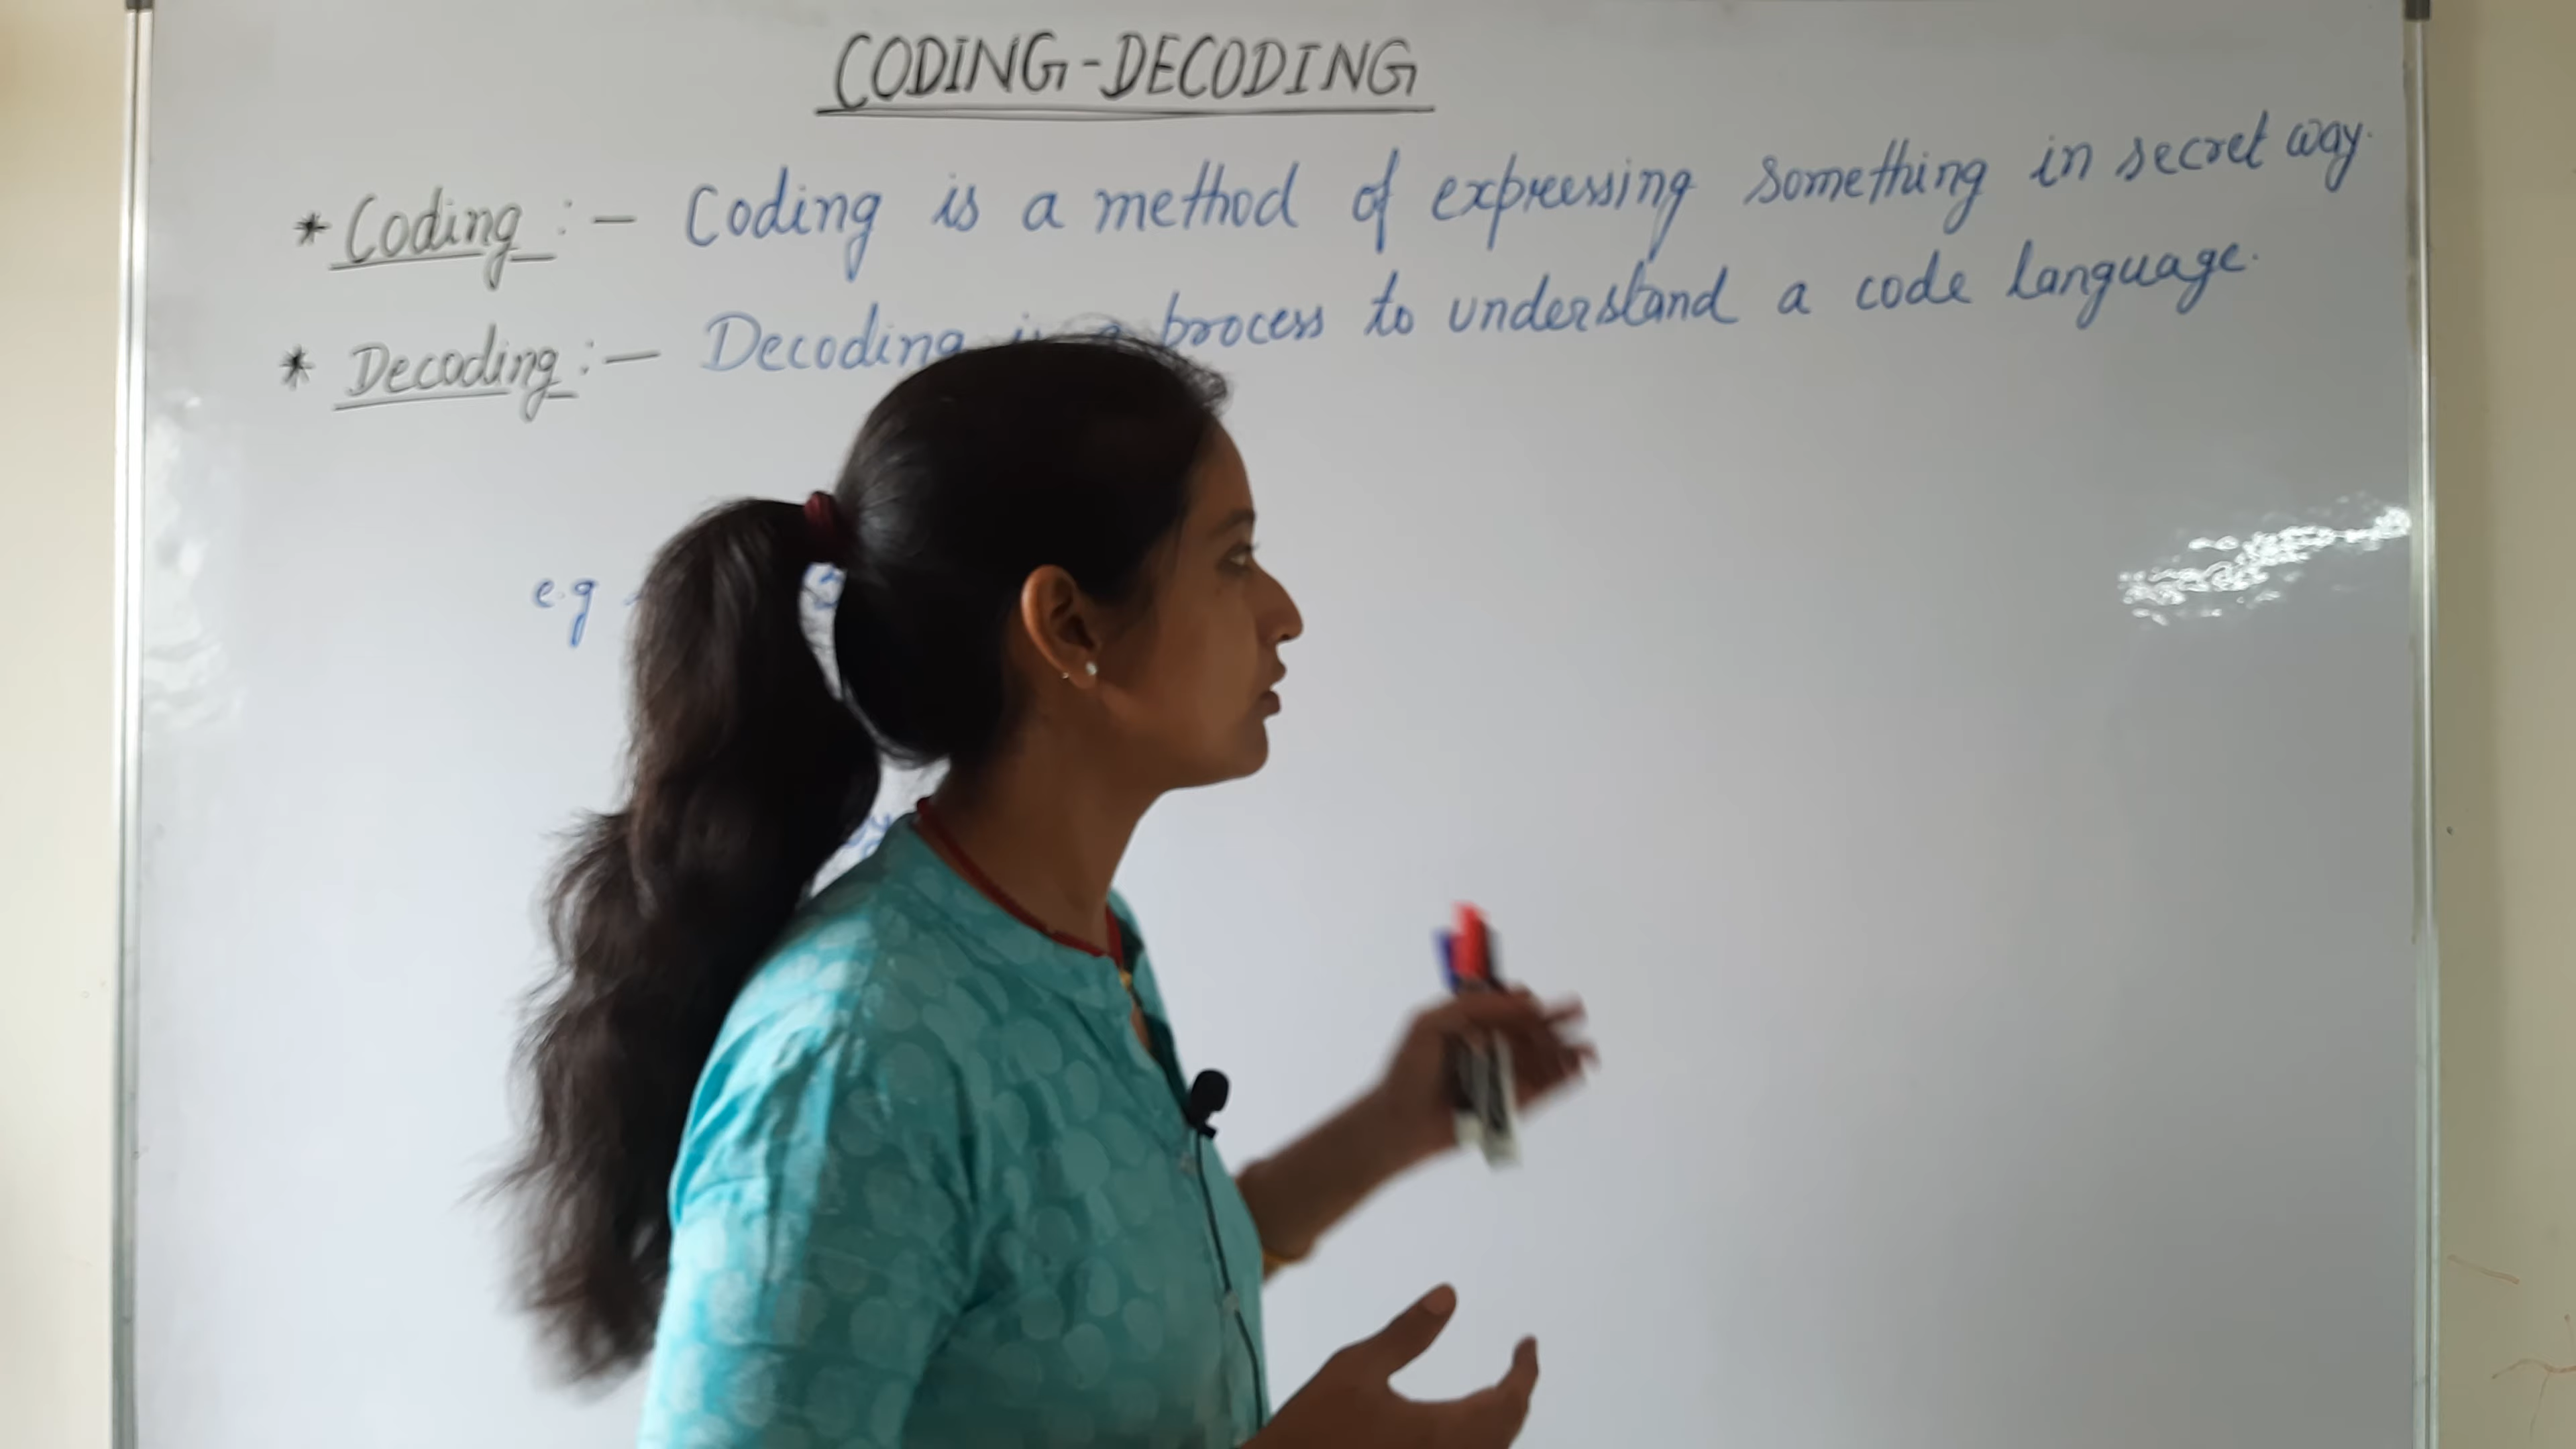 CODING-DECODING
* Coding :- Coding is a method of expressing something in secret way.
* Decoding :- Decoding is a process to understand a code language.
e.g